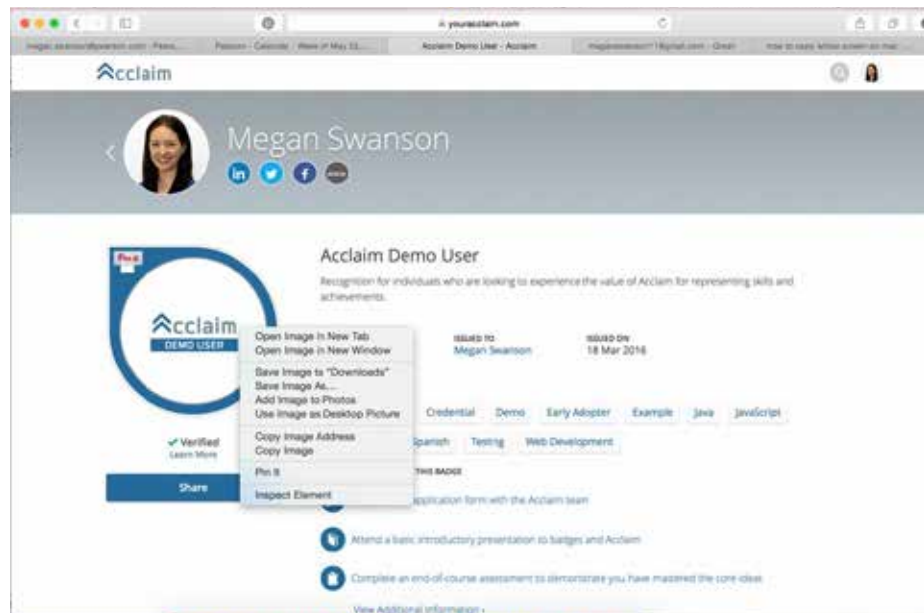 youracclaim.com
Acclaim Demo User - Acclaim
Acclaim
Megan Swanson
in
f
Pin it
Acclaim Demo User
Recognition for individuals who are looking to experience the value of Acclaim for representing skills and
achievements.
Acclaim
DEMO USER
Open Image in New Tab
Open Image in New Window
Save Image to "Downloads"
Save Image As...
Add Image to Photos
Use Image as Desktop Picture
Copy Image Address
Copy Image
Pin It
Inspect Element
ISSUED TO
Megan Swanson
ISSUED ON
18 Mar 2016
Credential Demo Early Adopter Example Java JavaScript
Spanish Testing Web Development
Verified
Learn More
Share
THIS BADGE
application form with the Acclaim team
Attend a basic introductory presentation to badges and Acclaim
Complete an end-of-course assessment to demonstrate you have mastered the core ideas
View Additional Information ›